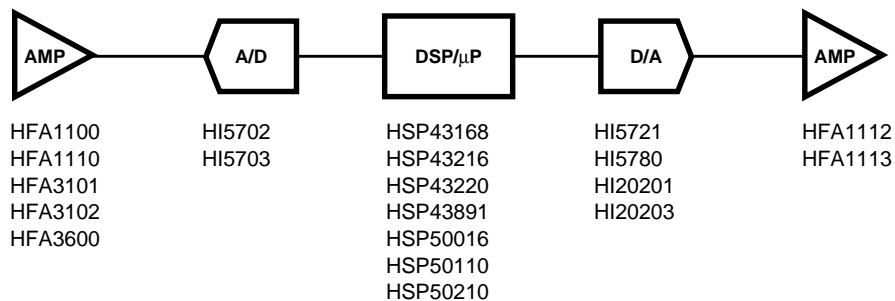 AMP
A/D
DSP/μP
D/A
AMP
HFA1100
HFA1110
HFA3101
HFA3102
HFA3600
HI5702
HI5703
HSP43168
HSP43216
HSP43220
HSP43891
HSP50016
HSP50110
HSP50210
HI5721
HI5780
HI20201
HI20203
HFA1112
HFA1113